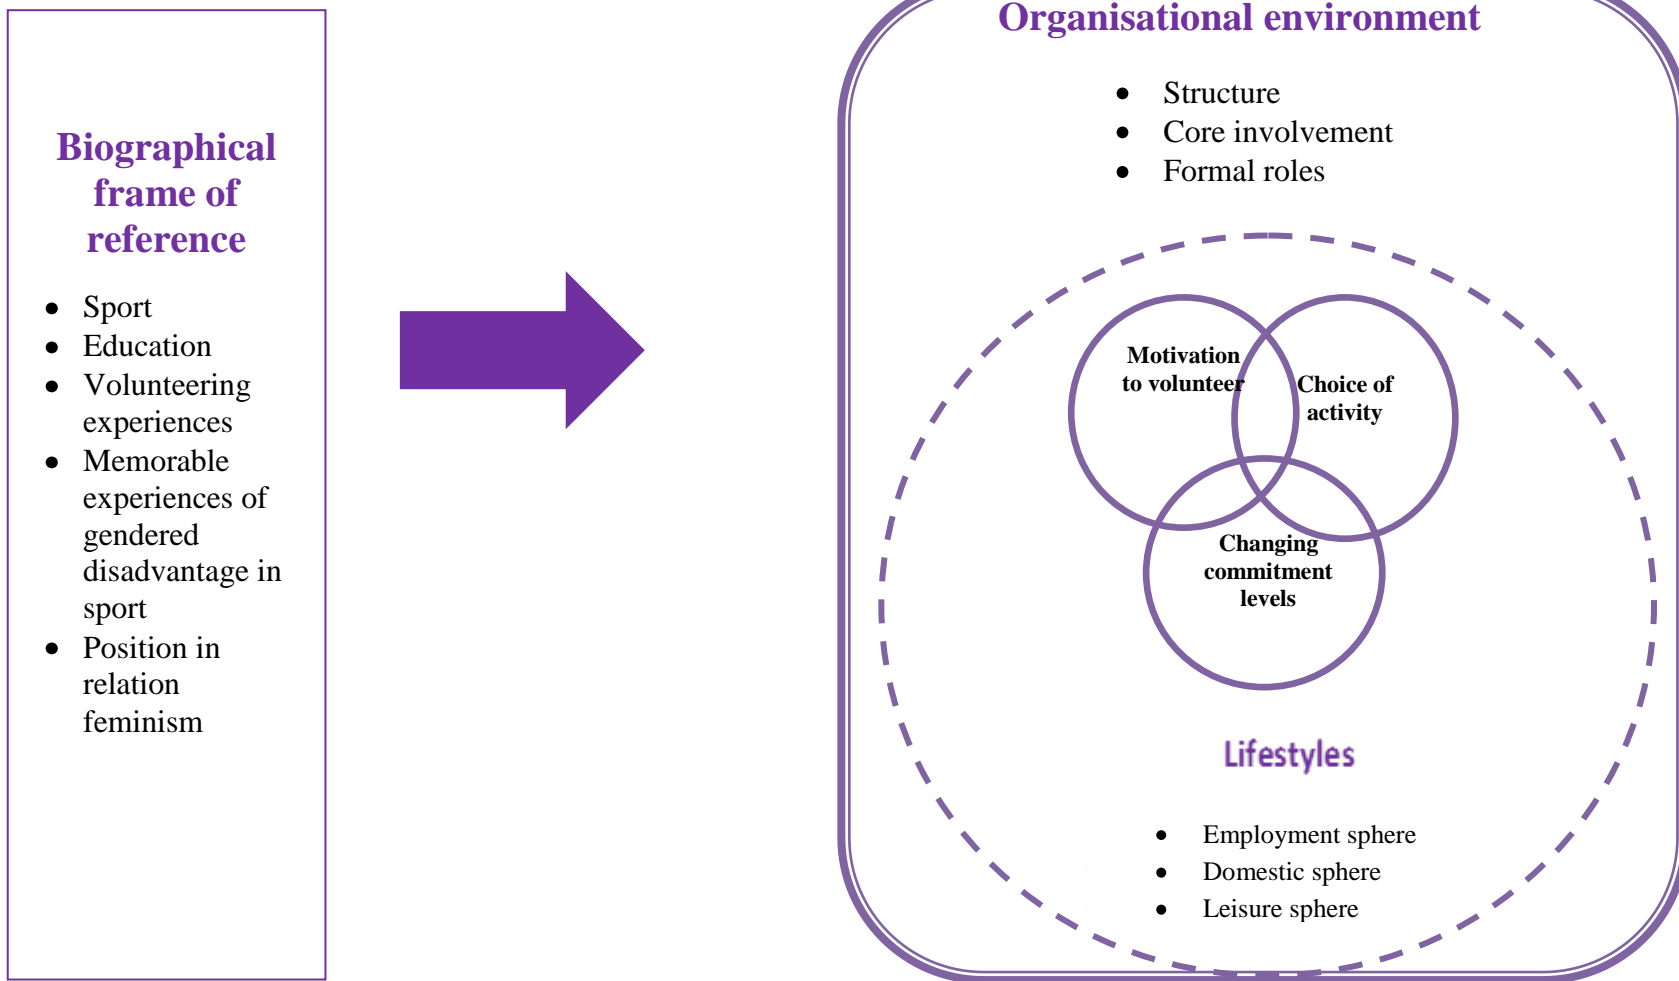 Biographical
frame of
reference
• Sport
• Education
• Volunteering
experiences
• Memorable
experiences of
gendered
disadvantage in
sport
• Position in
relation
feminism
Organisational environment
• Structure
• Core involvement
• Formal roles
Motivation
to volunteer
Choice of
activity
Changing
commitment
levels
Lifestyles
• Employment sphere
• Domestic sphere
• Leisure sphere